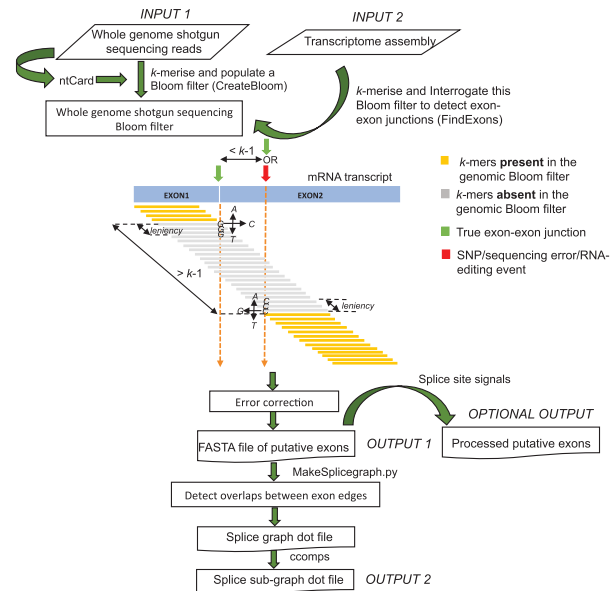 INPUT 1
INPUT 2
Whole genome shotgun
sequencing reads
Transcriptome assembly
ntCard
k-merise and populate a
Bloom filter (CreateBloom)
k-merise and Interrogate this
Bloom filter to detect exon-
exon junctions (FindExons)
Whole genome shotgun sequencing
Bloom filter
< k-1
OR
mRNA transcript
EXON1
EXON2
k-mers present in the
genomic Bloom filter
k-mers absent in the
genomic Bloom filter
True exon-exon junction
SNP/sequencing error/RNA-
editing event
A
G
C
G
G
T
leniency
> k-1
A
C
G
C
C
T
leniency
Splice site signals
Error correction
OPTIONAL OUTPUT
FASTA file of putative exons
OUTPUT 1
Processed putative exons
MakeSplicegraph.py
Detect overlaps between exon edges
Splice graph dot file
ccomps
Splice sub-graph dot file
OUTPUT 2